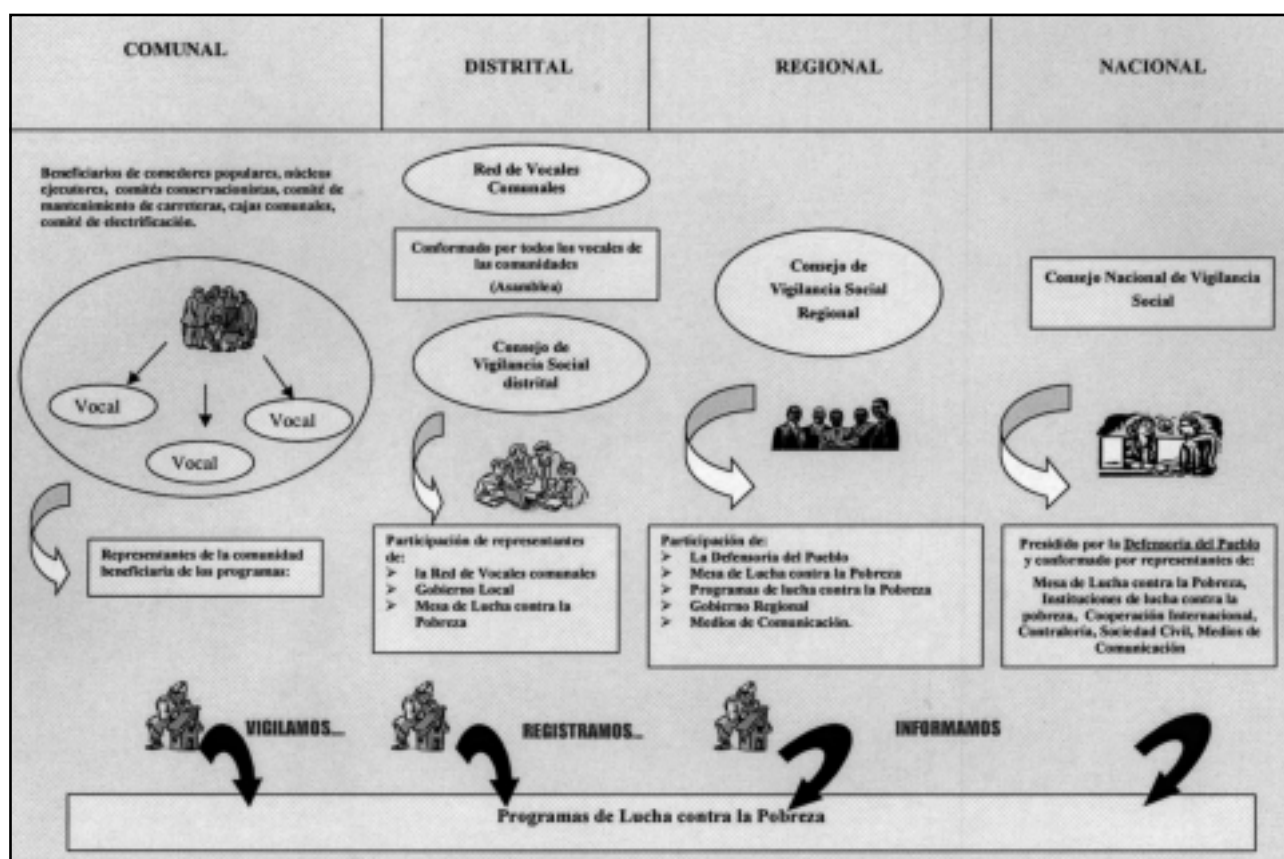 COMUNAL
DISTRITAL
REGIONAL
NACIONAL
Beneficiarios de comedores populares, núcleos
ejecutores, comités conservacionistas, comité de
mantenimiento de carreteras, cajas comunales,
comité de electrificación.
Vocal
Vocal
Vocal
Representantes de la comunidad
beneficiaria de los programas:
Red de Vocales
Comunales
Conformado por todos los vocales de
las comunidades
(Asamblea)
Consejo de
Vigilancia Social
distrital
Participación de representantes
de:
➢ la Red de Vocales comunales
➢ Gobierno Local
➢ Mesa de Lucha contra la
Pobreza
Consejo de
Vigilancia Social
Regional
Participación de:
➢ La Defensoría del Pueblo
➢ Mesa de Lucha contra la Pobreza
➢ Programas de lucha contra la Pobreza
➢ Gobierno Regional
➢ Medios de Comunicación.
Consejo Nacional de Vigilancia
Social
Presidido por la Defensoría del Pueblo
y conformado por representantes de:
Mesa de Lucha contra la Pobreza,
Instituciones de lucha contra la
pobreza, Cooperación Internacional,
Contraloría, Sociedad Civil, Medios de
Comunicación
VIGILAMOS...
REGISTRAMOS...
INFORMAMOS
Programas de Lucha contra la Pobreza